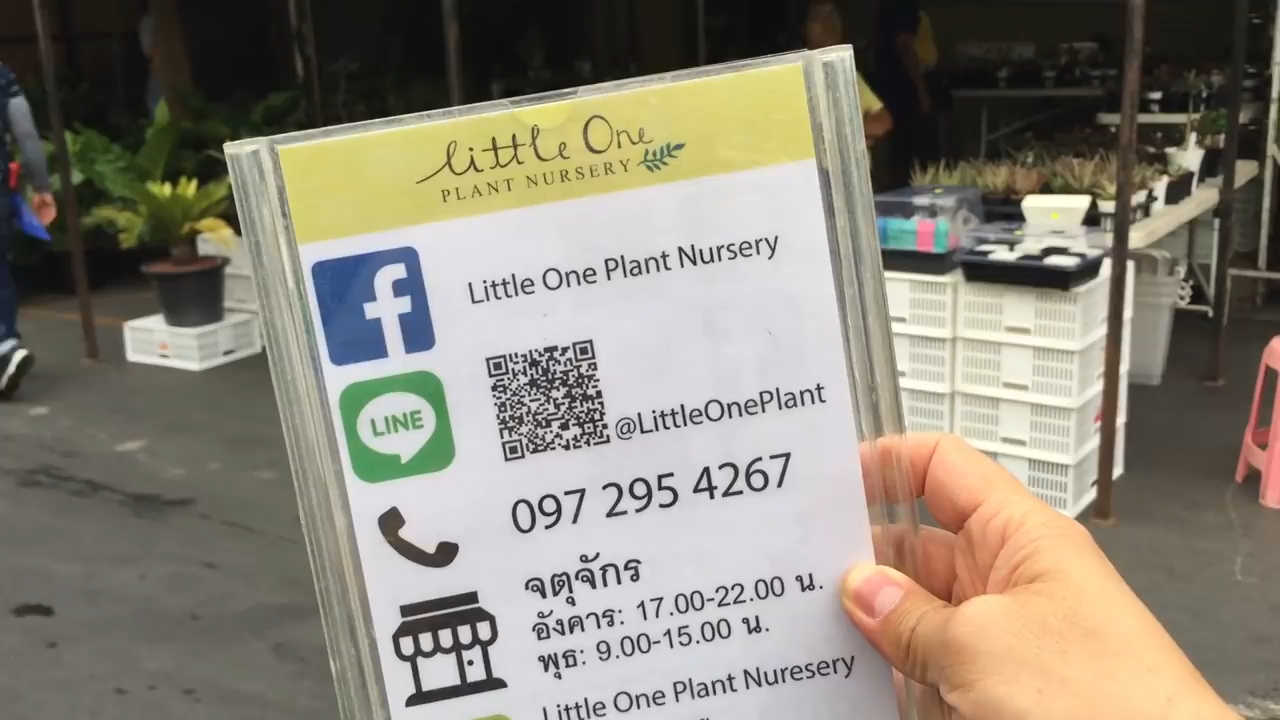 little One
PLANT NURSERY
Little One Plant Nursery
LINE
@LittleOnePlant
097 295 4267
จตุจักร
อังคาร: 17.00-22.00 น.
พุธ: 9.00-15.00 น.
Little One Plant Nuresery